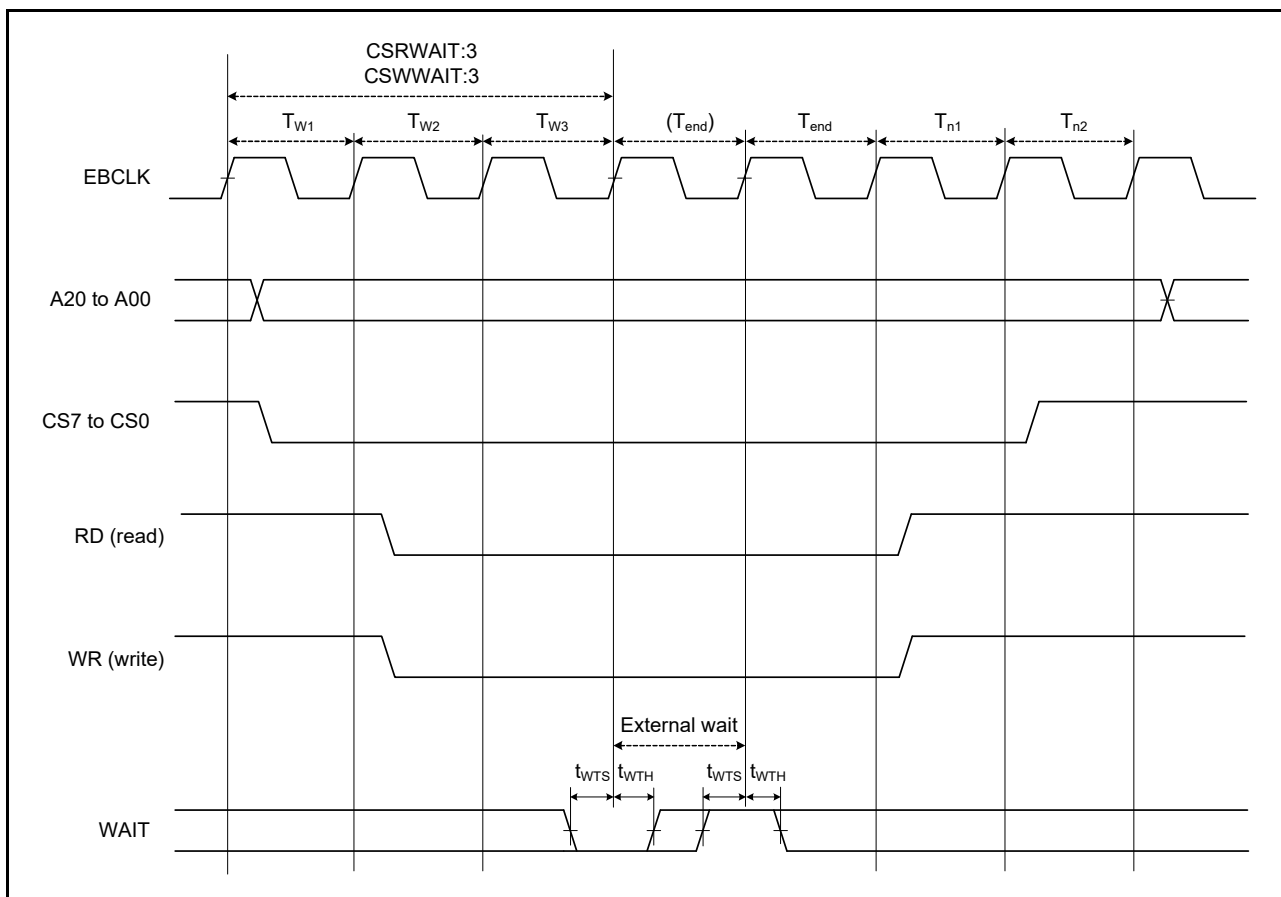 CSRWAIT:3
CSWWAIT:3
TW1 TW2 TW3 (Tend) Tend Tn1 Tn2
EBCLK
A20 to A00
CS7 to CS0
RD (read)
WR (write)
External wait
tWTS tWTH tWTS tWTH
WAIT